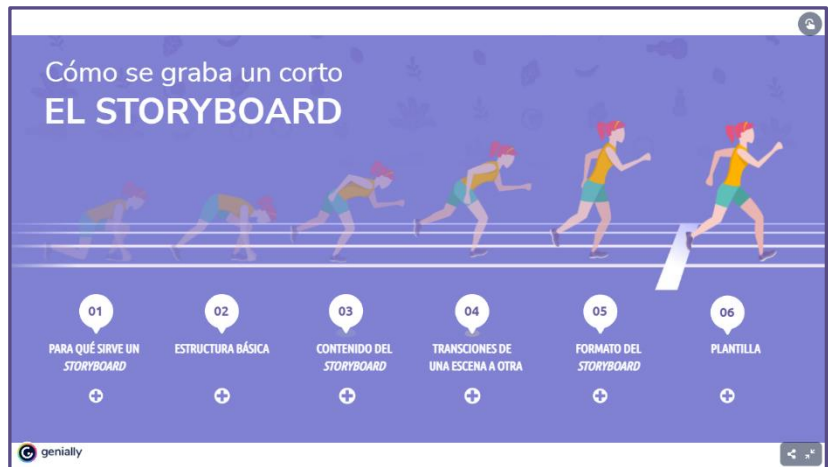 Cómo se graba un corto
EL STORYBOARD
01
02
03
04
05
06
PARA QUÉ SIRVE UN
STORYBOARD
ESTRUCTURA BÁSICA
CONTENIDO DEL
STORYBOARD
TRANSCIONES DE
UNA ESCENA A OTRA
FORMATO DEL
STORYBOARD
PLANTILLA
genially